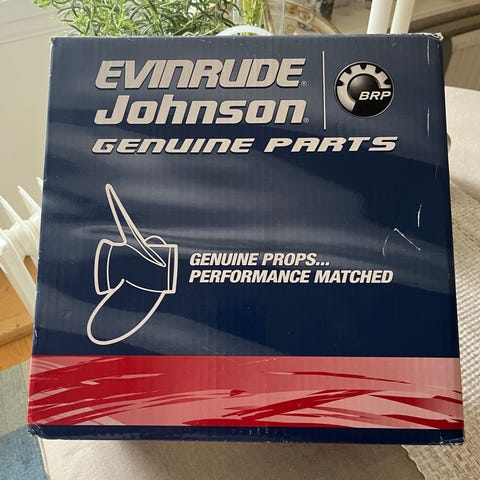 EVINRUDE®
Johnson®
BRP
GENUINE PARTS
GENUINE PROPS...
PERFORMANCE MATCHED